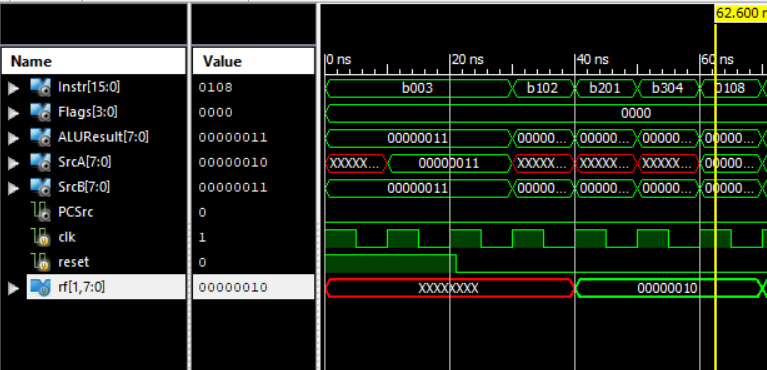 62.600 n
Name Value
0 ns 20 ns 40 ns 60 ns
Instr[15:0] 0108 b003 b102 b201 b304 0108
Flags[3:0] 0000 0000
ALUResult[7:0] 00000011 00000011 00000... 00000... 00000... 00000...
SrcA[7:0] 00000010 XXXXX... 00000011 XXXXX... XXXXX... XXXXX... 00000...
SrcB[7:0] 00000011 00000011 00000... 00000... 00000... 00000...
PCSrc 0
clk 1
reset 0
rf[1,7:0] 00000010 XXXXXXXX 00000010